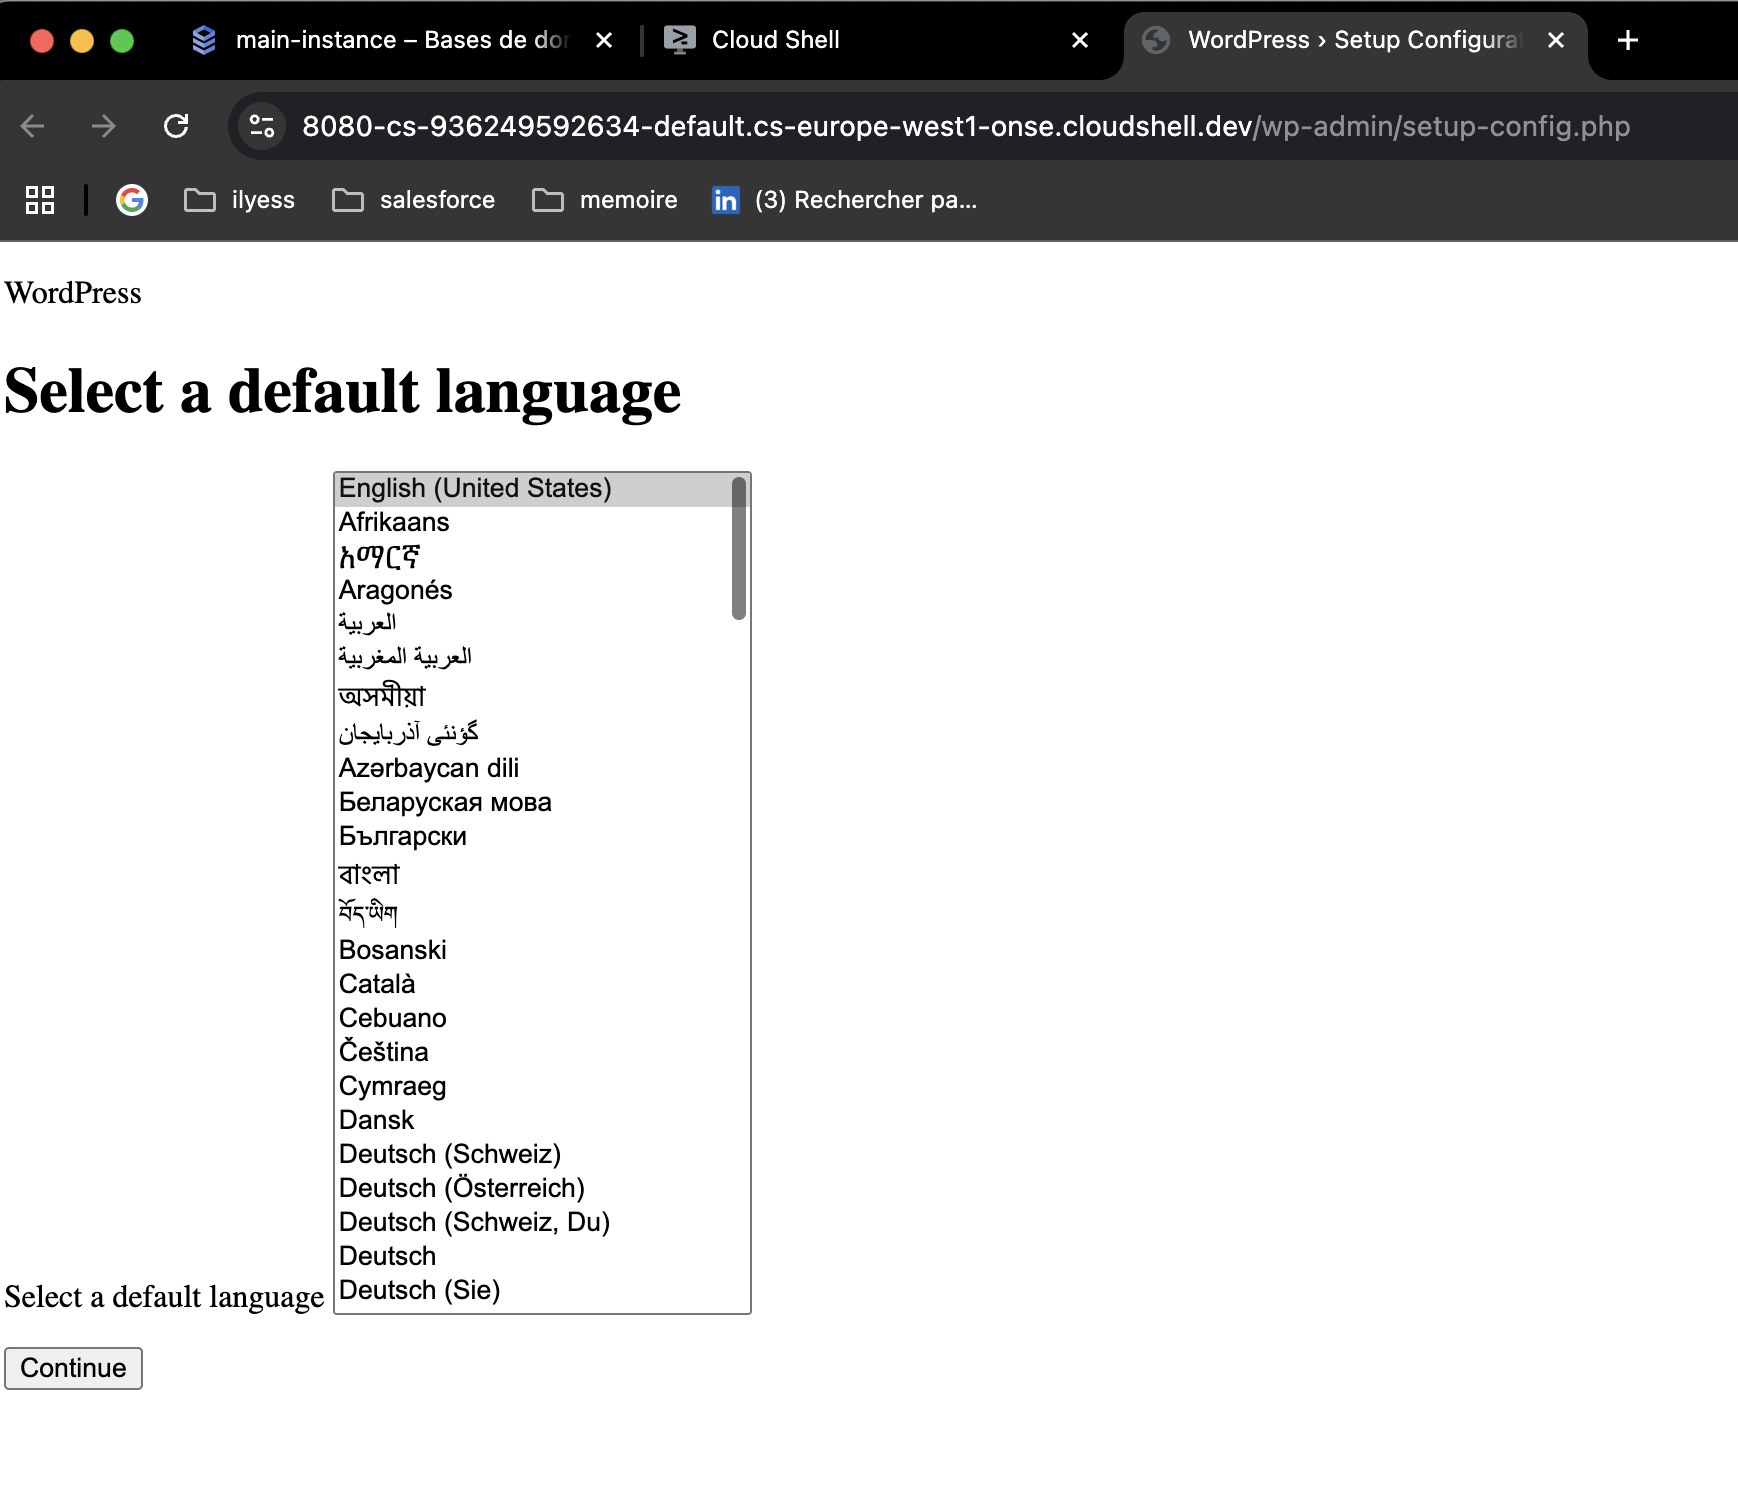 main-instance – Bases de dor
Cloud Shell
WordPress › Setup Configura
8080-cs-936249592634-default.cs-europe-west1-onse.cloudshell.dev/wp-admin/setup-config.php
ilyess
salesforce
memoire
(3) Rechercher pa...
WordPress
Select a default language
English (United States)
Afrikaans
አማርኛ
Aragonés
العربية
العربية المغربية
অসমীয়া
گؤنئی آذربایجان
Azərbaycan dili
Беларуская мова
Български
বাংলা
བོད་ཡིག
Bosanski
Català
Cebuano
Čeština
Cymraeg
Dansk
Deutsch (Schweiz)
Deutsch (Österreich)
Deutsch (Schweiz, Du)
Deutsch
Deutsch (Sie)
Select a default language
Continue